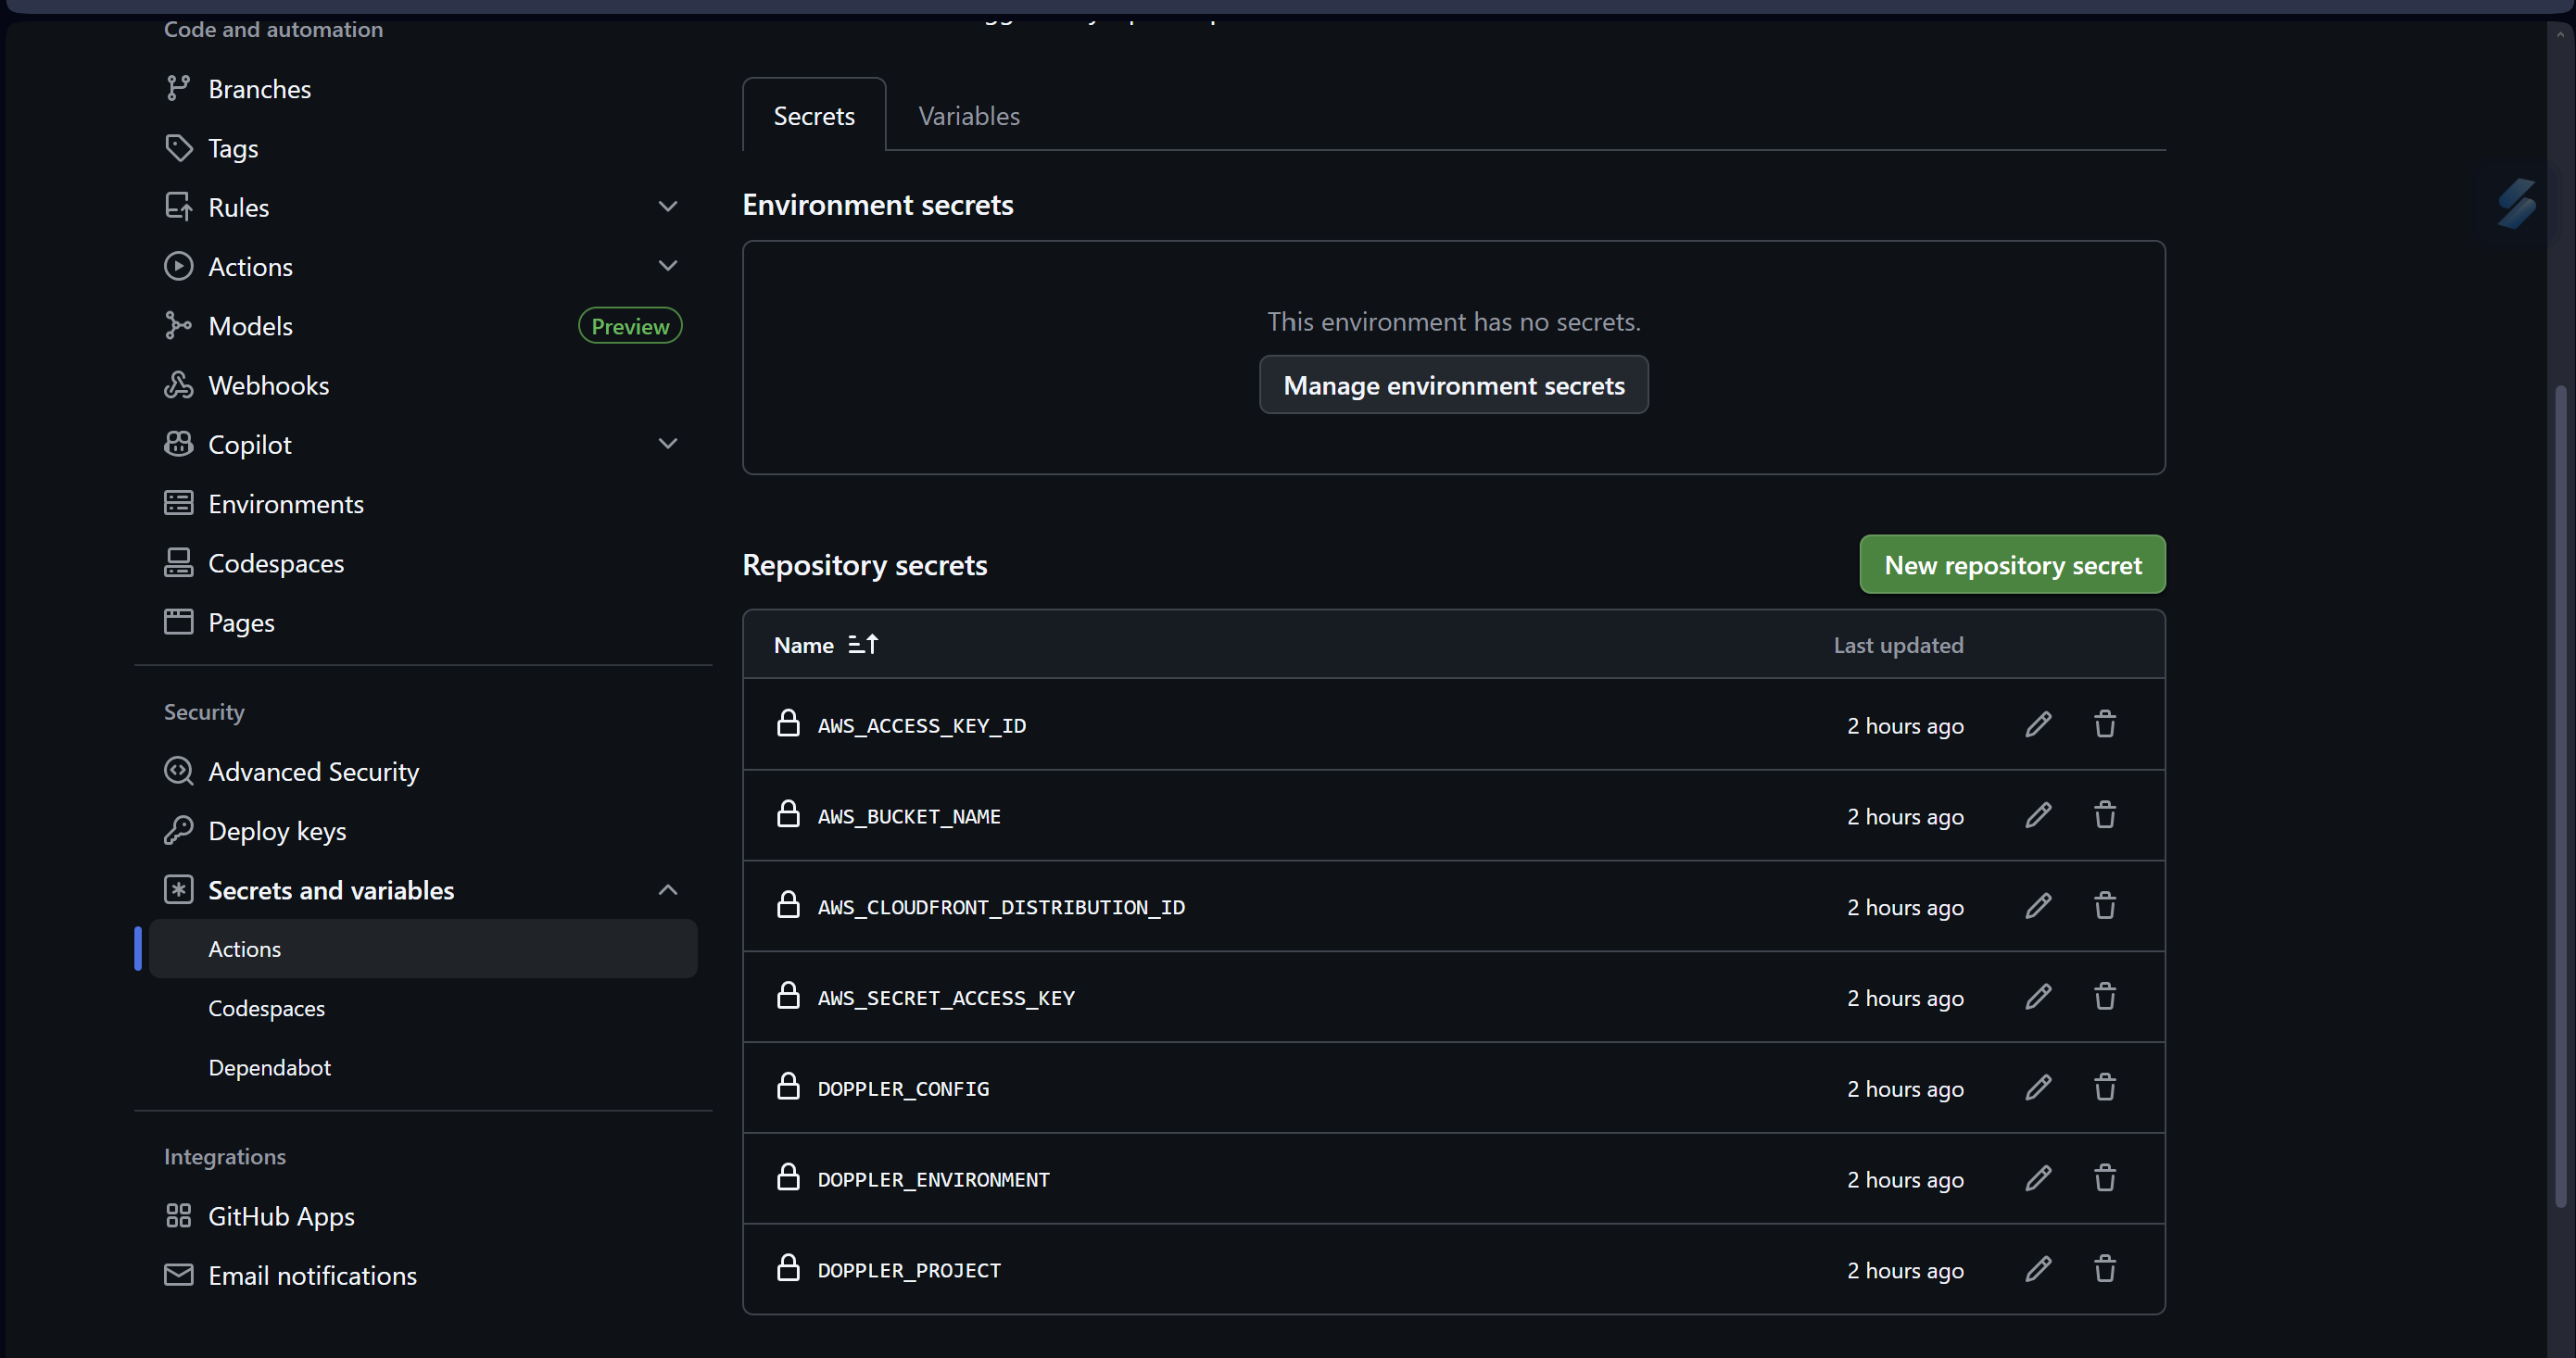 Code and automation
Branches
Tags
Rules
Actions
Models
Preview
Webhooks
Copilot
Environments
Codespaces
Pages
Security
Advanced Security
Deploy keys
Secrets and variables
Actions
Codespaces
Dependabot
Integrations
GitHub Apps
Email notifications
Secrets
Variables
Environment secrets
This environment has no secrets.
Manage environment secrets
Repository secrets
New repository secret
Name
Last updated
AWS_ACCESS_KEY_ID
2 hours ago
AWS_BUCKET_NAME
2 hours ago
AWS_CLOUDFRONT_DISTRIBUTION_ID
2 hours ago
AWS_SECRET_ACCESS_KEY
2 hours ago
DOPPLER_CONFIG
2 hours ago
DOPPLER_ENVIRONMENT
2 hours ago
DOPPLER_PROJECT
2 hours ago